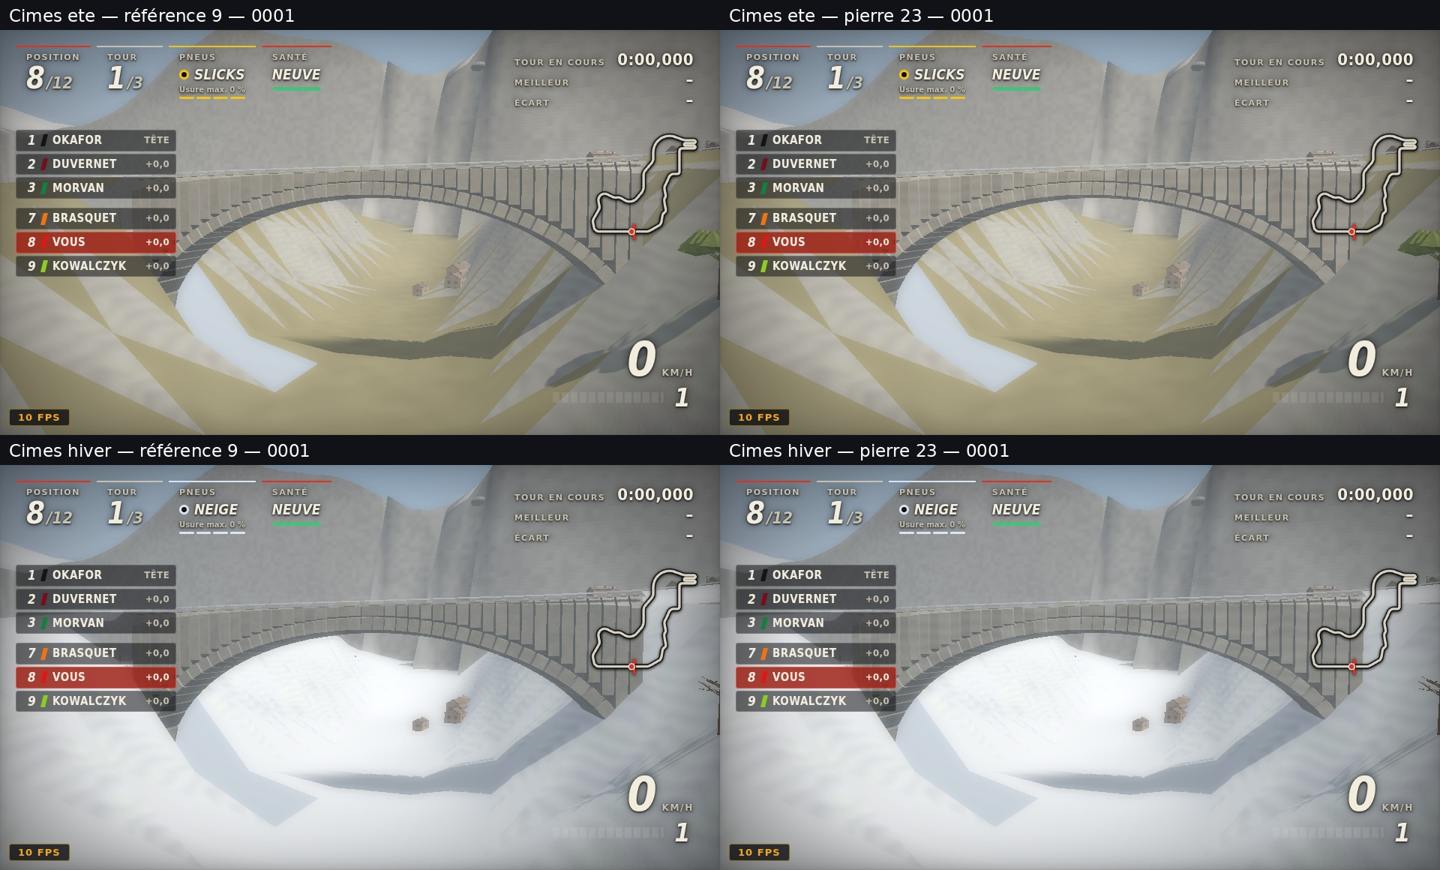 Cimes ete — référence 9 — 0001
POSITION TOUR PNEUS SANTÉ
8/12 1/3 SLICKS NEUVE
Usure max. 0 %
TOUR EN COURS 0:00,000
MEILLEUR –
ÉCART –
1 OKAFOR TÊTE
2 DUVERNET +0,0
3 MORVAN +0,0
7 BRASQUET +0,0
8 VOUS +0,0
9 KOWALCZYK +0,0
0 KM/H
1
10 FPS
Cimes ete — pierre 23 — 0001
POSITION TOUR PNEUS SANTÉ
8/12 1/3 SLICKS NEUVE
Usure max. 0 %
TOUR EN COURS 0:00,000
MEILLEUR –
ÉCART –
1 OKAFOR TÊTE
2 DUVERNET +0,0
3 MORVAN +0,0
7 BRASQUET +0,0
8 VOUS +0,0
9 KOWALCZYK +0,0
0 KM/H
1
10 FPS
Cimes hiver — référence 9 — 0001
POSITION TOUR PNEUS SANTÉ
8/12 1/3 NEIGE NEUVE
Usure max. 0 %
TOUR EN COURS 0:00,000
MEILLEUR –
ÉCART –
1 OKAFOR TÊTE
2 DUVERNET +0,0
3 MORVAN +0,0
7 BRASQUET +0,0
8 VOUS +0,0
9 KOWALCZYK +0,0
0 KM/H
1
10 FPS
Cimes hiver — pierre 23 — 0001
POSITION TOUR PNEUS SANTÉ
8/12 1/3 NEIGE NEUVE
Usure max. 0 %
TOUR EN COURS 0:00,000
MEILLEUR –
ÉCART –
1 OKAFOR TÊTE
2 DUVERNET +0,0
3 MORVAN +0,0
7 BRASQUET +0,0
8 VOUS +0,0
9 KOWALCZYK +0,0
0 KM/H
1
10 FPS